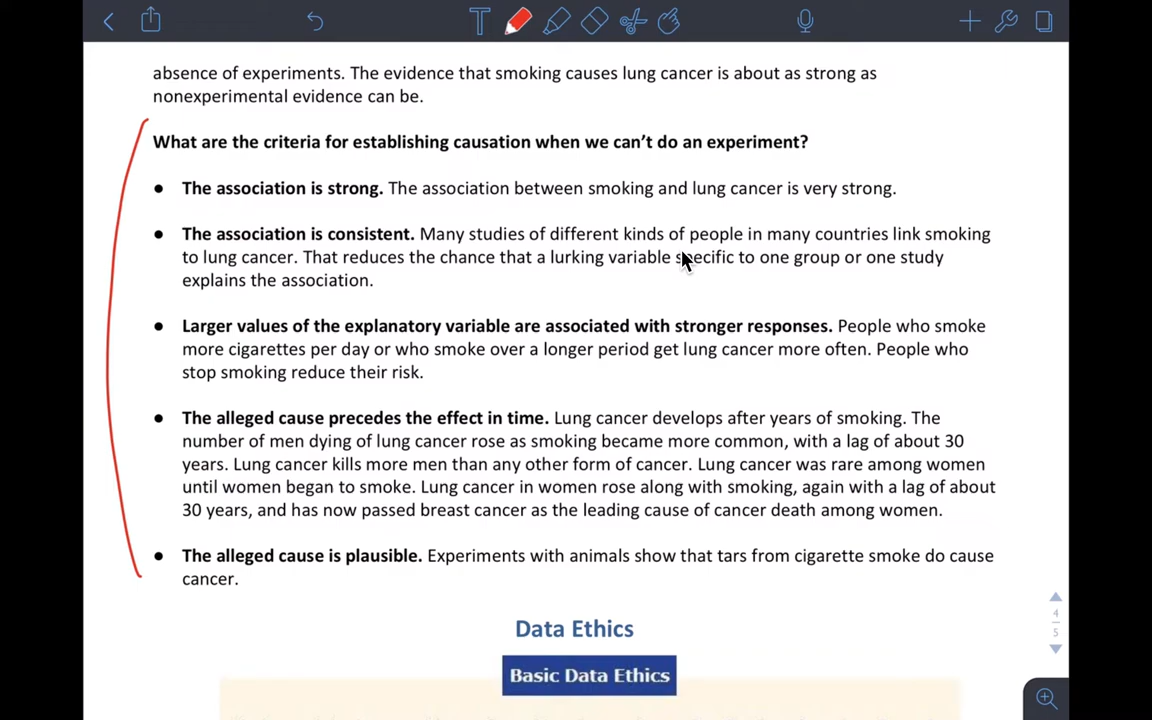 absence of experiments. The evidence that smoking causes lung cancer is about as strong as
nonexperimental evidence can be.
What are the criteria for establishing causation when we can’t do an experiment?
● The association is strong. The association between smoking and lung cancer is very strong.
● The association is consistent. Many studies of different kinds of people in many countries link smoking
to lung cancer. That reduces the chance that a lurking variable specific to one group or one study
explains the association.
● Larger values of the explanatory variable are associated with stronger responses. People who smoke
more cigarettes per day or who smoke over a longer period get lung cancer more often. People who
stop smoking reduce their risk.
● The alleged cause precedes the effect in time. Lung cancer develops after years of smoking. The
number of men dying of lung cancer rose as smoking became more common, with a lag of about 30
years. Lung cancer kills more men than any other form of cancer. Lung cancer was rare among women
until women began to smoke. Lung cancer in women rose along with smoking, again with a lag of about
30 years, and has now passed breast cancer as the leading cause of cancer death among women.
● The alleged cause is plausible. Experiments with animals show that tars from cigarette smoke do cause
cancer.
4
5
Data Ethics
Basic Data Ethics